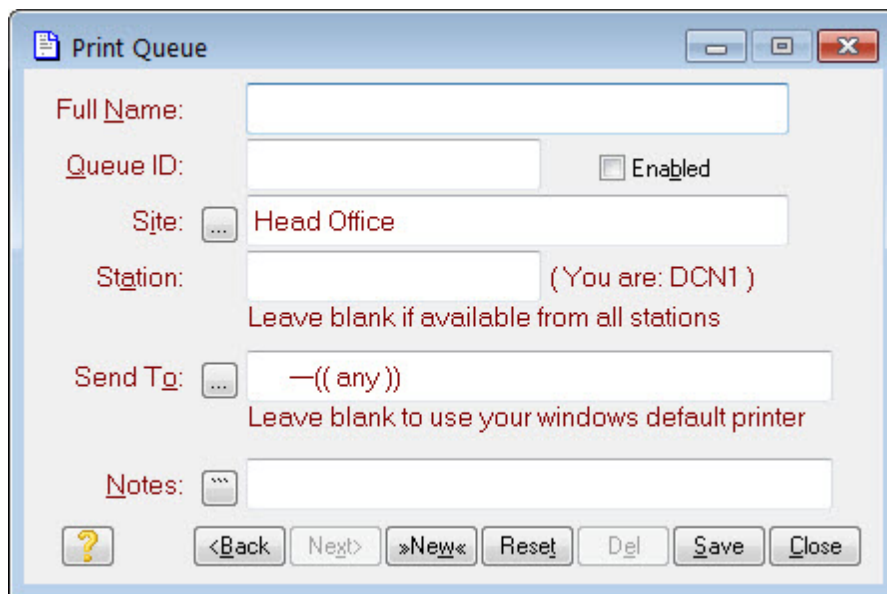 Print Queue
Full Name:
Queue ID:
Enabled
Site: ... Head Office
Station: ( You are: DCN1 )
Leave blank if available from all stations
Send To: ... —(( any ))
Leave blank to use your windows default printer
Notes: ```
? <Back Next> »New« Reset Del Save Close